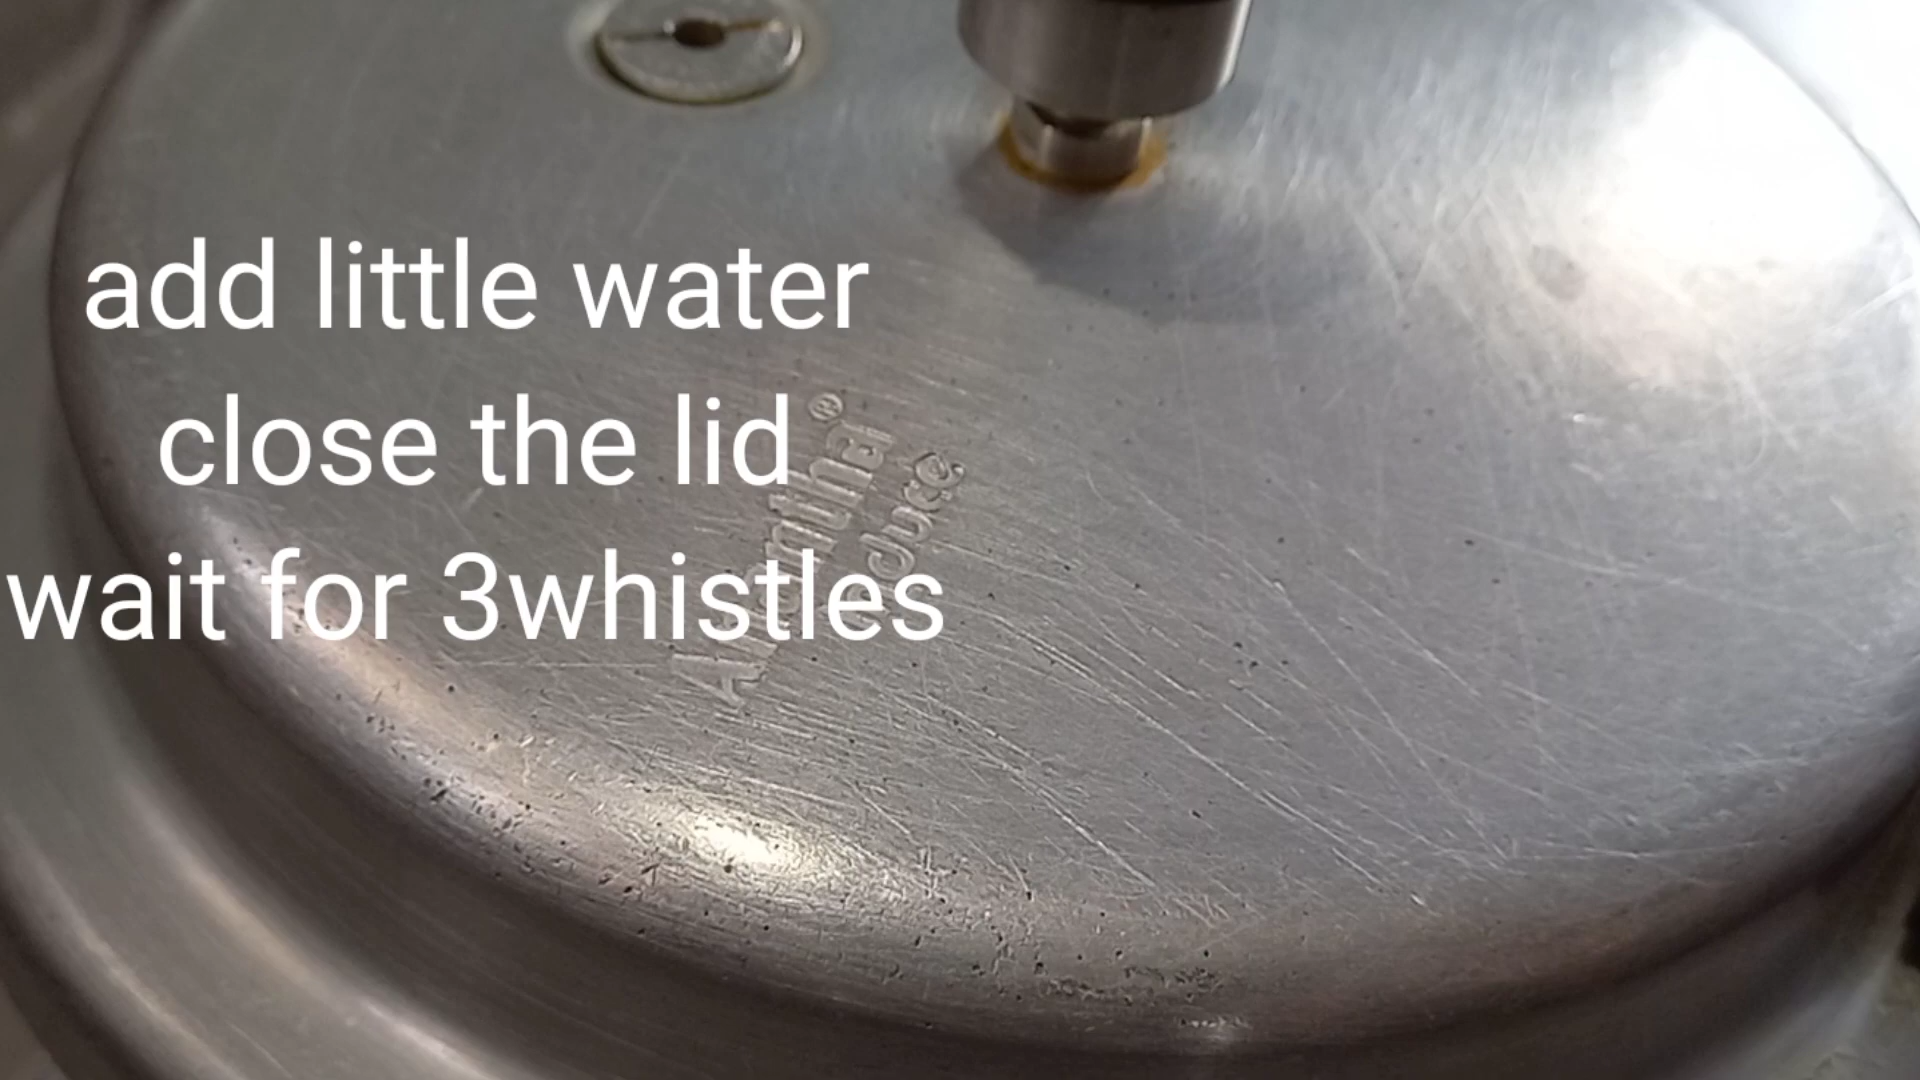 add little water
close the lid
wait for 3whistles